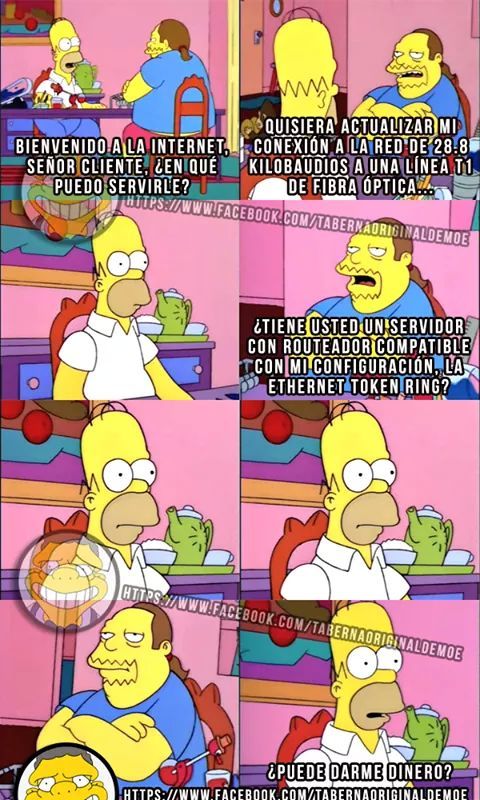 BIENVENIDO A LA INTERNET,
SEÑOR CLIENTE, ¿EN QUÉ
PUEDO SERVIRLE?
QUISIERA ACTUALIZAR MI
CONEXIÓN A LA RED DE 28.8
KILOBAUDIOS A UNA LÍNEA T1
DE FIBRA ÓPTICA....
HTTPS://WWW.FACEBOOK.COM/TABERNAORIGINALDEMOE
¿TIENE USTED UN SERVIDOR
CON ROUTEADOR COMPATIBLE
CON MI CONFIGURACIÓN, LA
ETHERNET TOKEN RING?
HTTPS://WWW.FACEBOOK.COM/TABERNAORIGINALDEMOE
¿PUEDE DARME DINERO?
HTTPS://WWW.FACEBOOK.COM/TABERNAORIGINALDEMOE